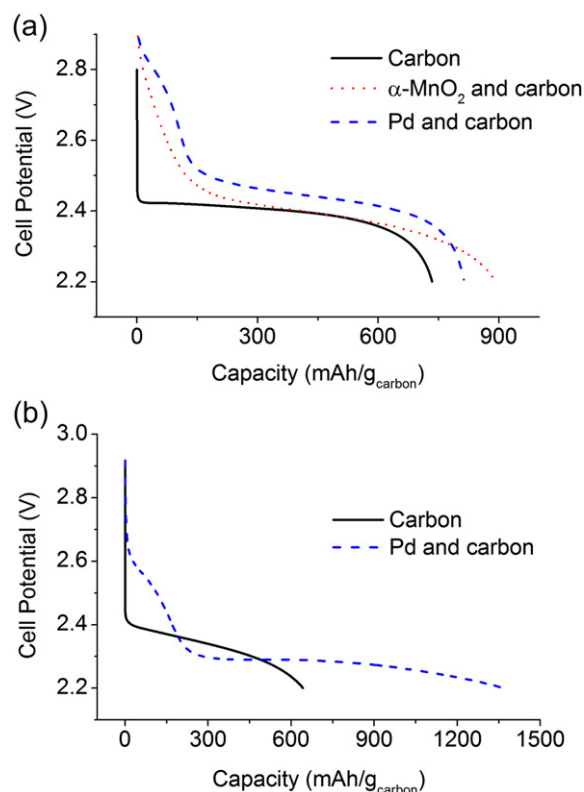 (a)
Carbon
α-MnO₂ and carbon
Pd and carbon
2.8
2.6
2.4
2.2
Cell Potential (V)
0 300 600 900
Capacity (mAh/g_carbon)
(b)
3.0
Carbon
Pd and carbon
2.8
2.6
2.4
2.2
Cell Potential (V)
0 300 600 900 1200 1500
Capacity (mAh/g_carbon)